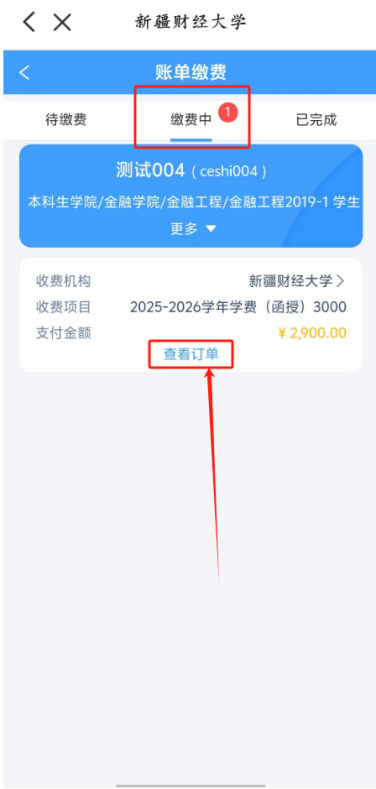 新疆财经大学
账单缴费
待缴费 缴费中 1 已完成
测试004 ( ceshi004 )
本科生学院/金融学院/金融工程/金融工程2019-1 学生
更多
收费机构 新疆财经大学
收费项目 2025-2026学年学费（函授）3000
支付金额 ¥ 2,900.00
查看订单